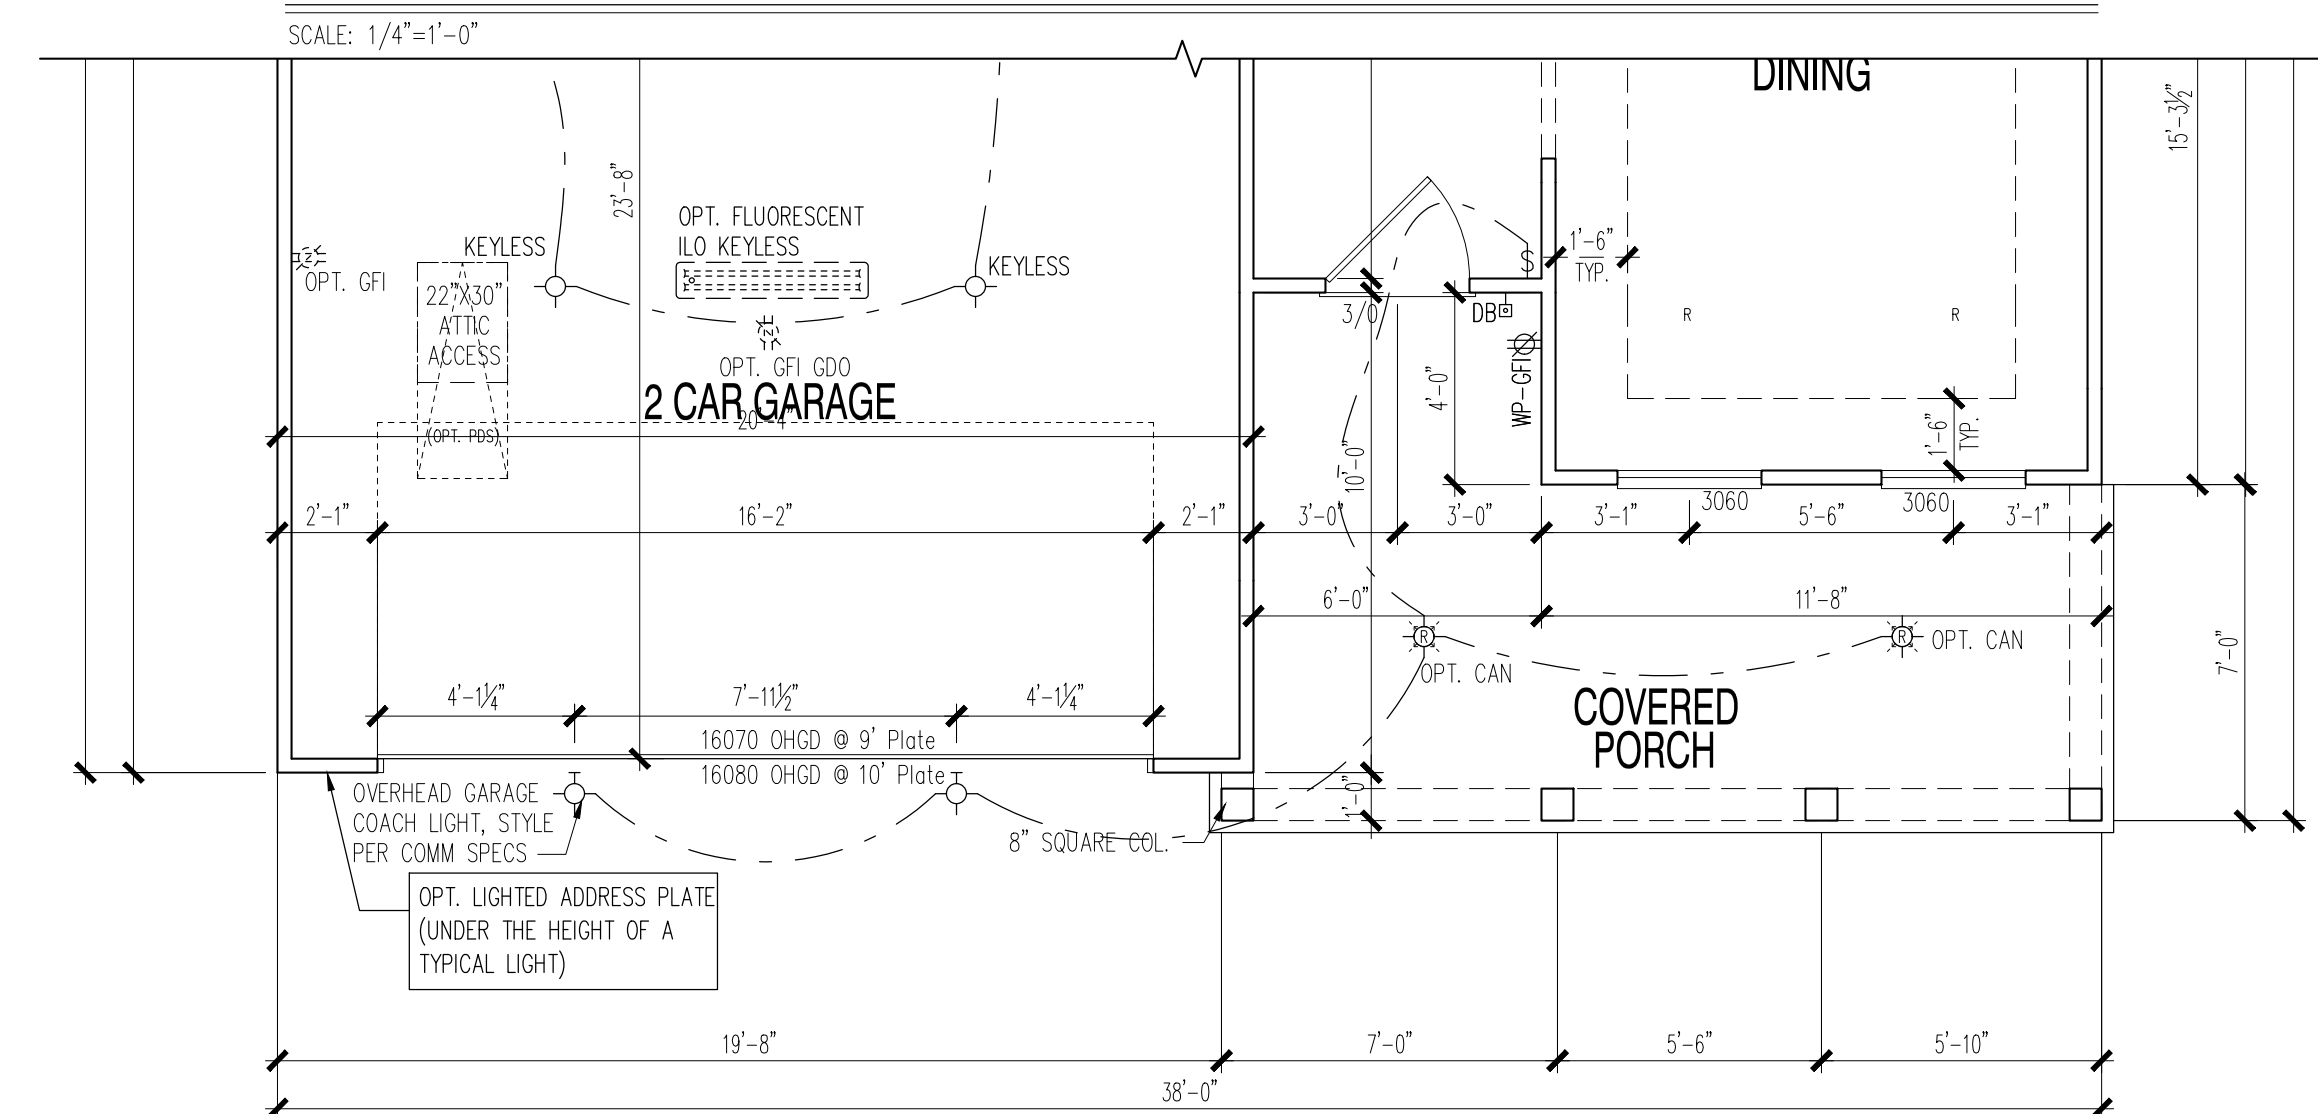 SCALE: 1/4"=1'-0"
DINING
15'-3½"
23'-8"
OPT. FLUORESCENT
ILO KEYLESS
KEYLESS
KEYLESS
OPT. GFI
22"X30"
ATTIC
ACCESS
(OPT. PDS)
OPT. GFI GDO
2 CAR GARAGE
20'-4"
S
1'-6"
TYP.
3/0
DB
WP-GFI
R
R
4'-0"
10'-0"
1'-6"
TYP.
2'-1"
16'-2"
2'-1"
3'-0"
3'-0"
3'-1"
3060
5'-6"
3060
3'-1"
6'-0"
11'-8"
R
OPT. CAN
R
OPT. CAN
7'-0"
4'-1¼"
7'-11½"
4'-1¼"
COVERED
PORCH
16070 OHGD @ 9' Plate
16080 OHGD @ 10' Plate
OVERHEAD GARAGE
COACH LIGHT, STYLE
PER COMM SPECS
1'-0"
8" SQUARE COL.
OPT. LIGHTED ADDRESS PLATE
(UNDER THE HEIGHT OF A
TYPICAL LIGHT)
19'-8"
7'-0"
5'-6"
5'-10"
38'-0"